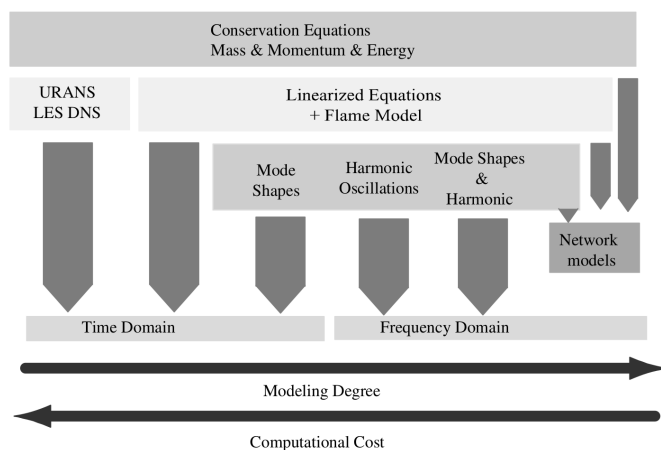 Conservation Equations
Mass & Momentum & Energy
URANS
LES DNS
Linearized Equations
+ Flame Model
Mode
Shapes
Harmonic
Oscillations
Mode Shapes
&
Harmonic
Network
models
Time Domain
Frequency Domain
Modeling Degree
Computational Cost